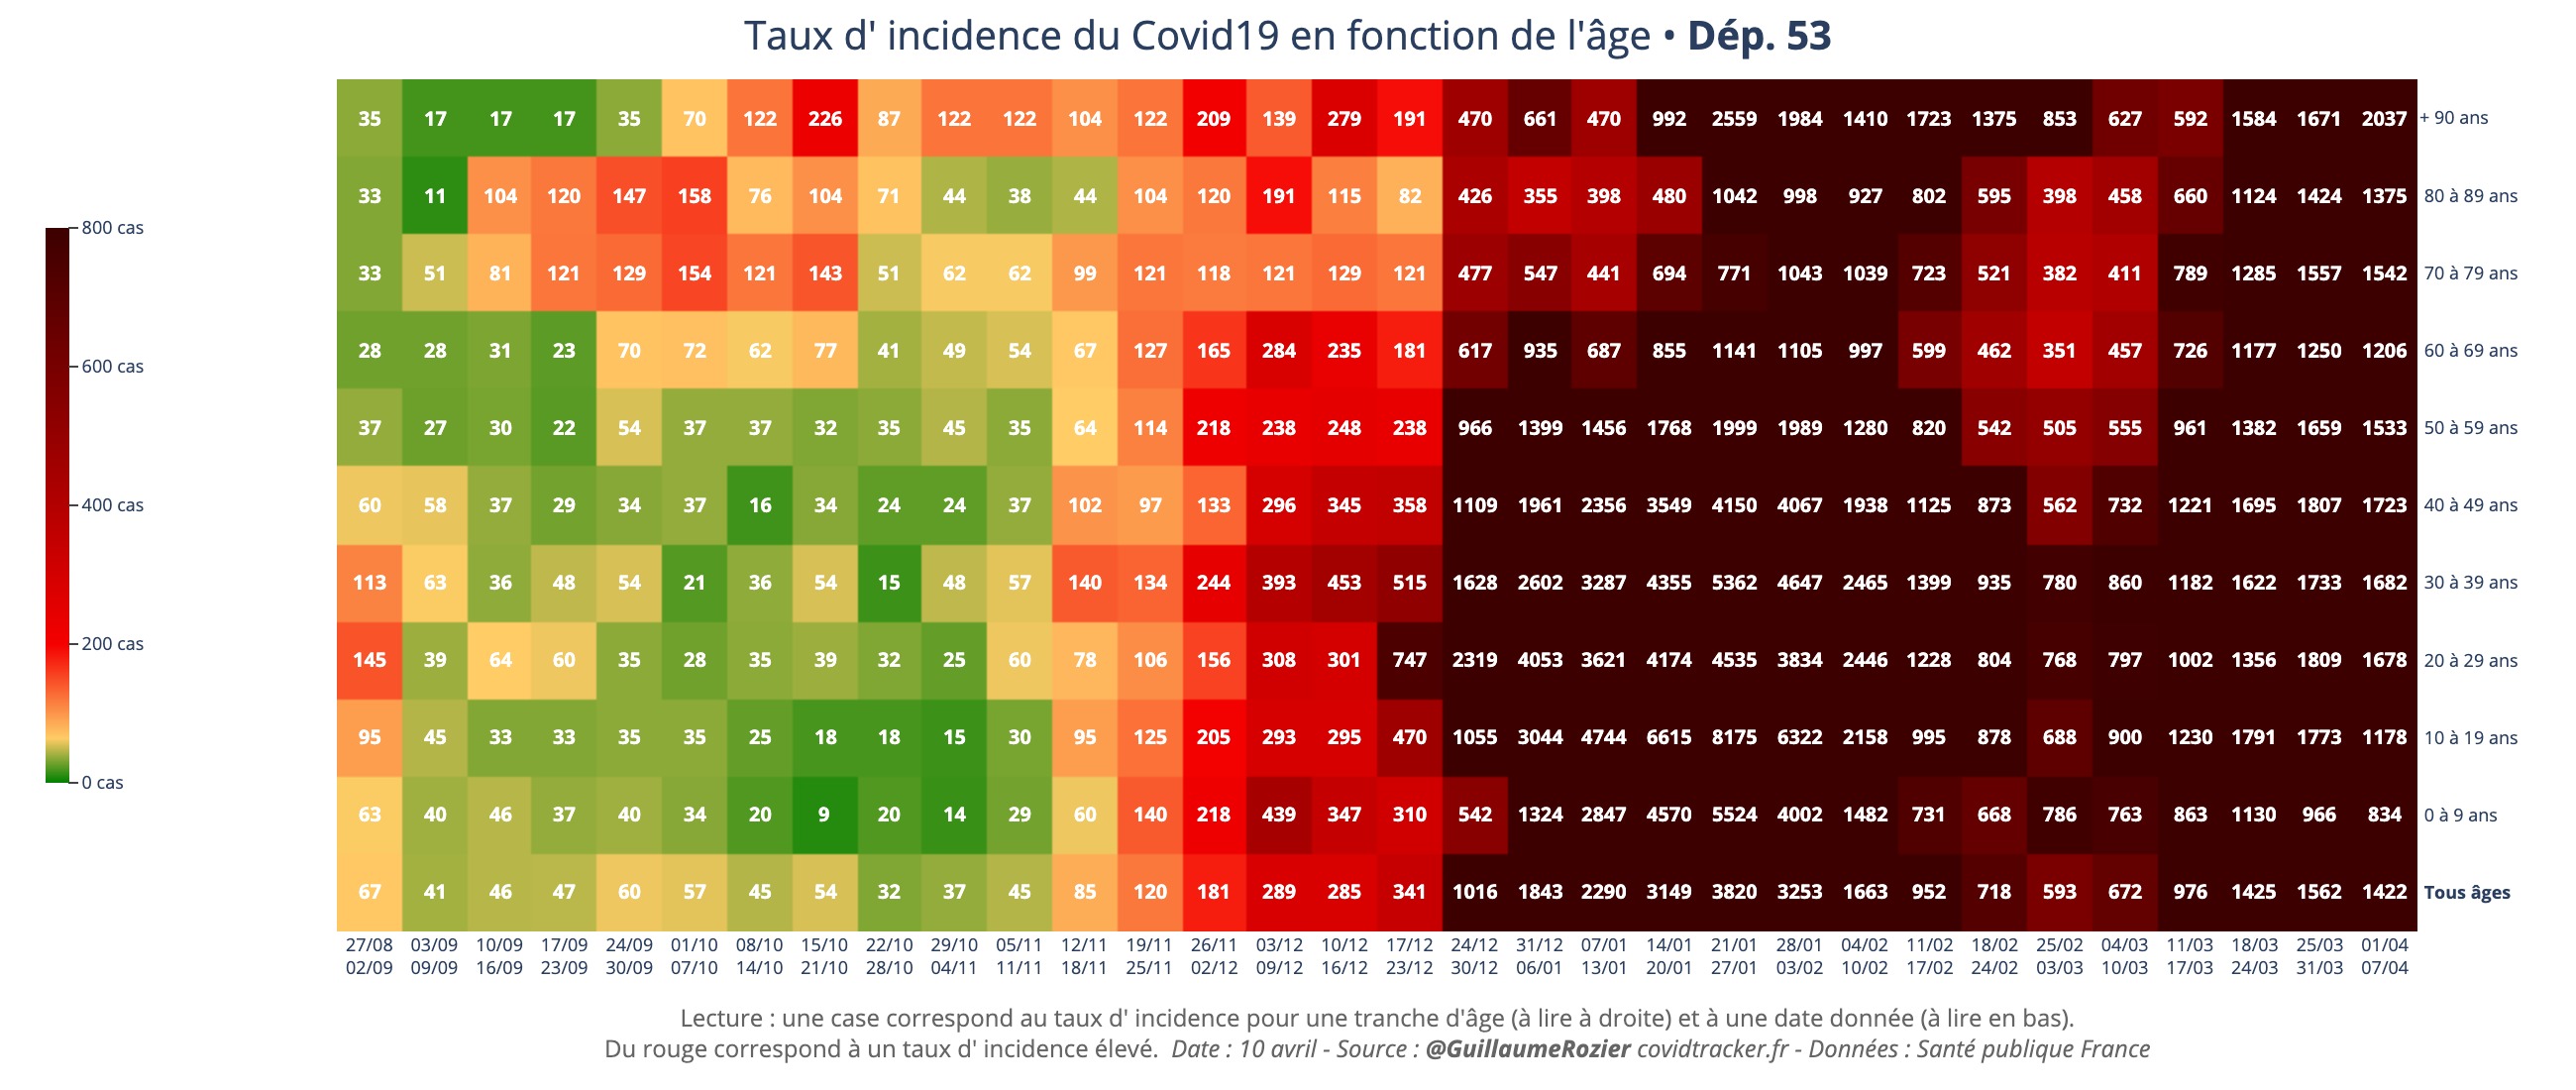 Taux d' incidence du Covid19 en fonction de l'âge • Dép. 53
800 cas
600 cas
400 cas
200 cas
0 cas
35 17 17 17 35 70 122 226 87 122 122 104 122 209 139 279 191 470 661 470 992 2559 1984 1410 1723 1375 853 627 592 1584 1671 2037 + 90 ans
33 11 104 120 147 158 76 104 71 44 38 44 104 120 191 115 82 426 355 398 480 1042 998 927 802 595 398 458 660 1124 1424 1375 80 à 89 ans
33 51 81 121 129 154 121 143 51 62 62 99 121 118 121 129 121 477 547 441 694 771 1043 1039 723 521 382 411 789 1285 1557 1542 70 à 79 ans
28 28 31 23 70 72 62 77 41 49 54 67 127 165 284 235 181 617 935 687 855 1141 1105 997 599 462 351 457 726 1177 1250 1206 60 à 69 ans
37 27 30 22 54 37 37 32 35 45 35 64 114 218 238 248 238 966 1399 1456 1768 1999 1989 1280 820 542 505 555 961 1382 1659 1533 50 à 59 ans
60 58 37 29 34 37 16 34 24 24 37 102 97 133 296 345 358 1109 1961 2356 3549 4150 4067 1938 1125 873 562 732 1221 1695 1807 1723 40 à 49 ans
113 63 36 48 54 21 36 54 15 48 57 140 134 244 393 453 515 1628 2602 3287 4355 5362 4647 2465 1399 935 780 860 1182 1622 1733 1682 30 à 39 ans
145 39 64 60 35 28 35 39 32 25 60 78 106 156 308 301 747 2319 4053 3621 4174 4535 3834 2446 1228 804 768 797 1002 1356 1809 1678 20 à 29 ans
95 45 33 33 35 35 25 18 18 15 30 95 125 205 293 295 470 1055 3044 4744 6615 8175 6322 2158 995 878 688 900 1230 1791 1773 1178 10 à 19 ans
63 40 46 37 40 34 20 9 20 14 29 60 140 218 439 347 310 542 1324 2847 4570 5524 4002 1482 731 668 786 763 863 1130 966 834 0 à 9 ans
67 41 46 47 60 57 45 54 32 37 45 85 120 181 289 285 341 1016 1843 2290 3149 3820 3253 1663 952 718 593 672 976 1425 1562 1422 Tous âges
27/08 03/09 10/09 17/09 24/09 01/10 08/10 15/10 22/10 29/10 05/11 12/11 19/11 26/11 03/12 10/12 17/12 24/12 31/12 07/01 14/01 21/01 28/01 04/02 11/02 18/02 25/02 04/03 11/03 18/03 25/03 01/04
02/09 09/09 16/09 23/09 30/09 07/10 14/10 21/10 28/10 04/11 11/11 18/11 25/11 02/12 09/12 16/12 23/12 30/12 06/01 13/01 20/01 27/01 03/02 10/02 17/02 24/02 03/03 10/03 17/03 24/03 31/03 07/04
Lecture : une case correspond au taux d' incidence pour une tranche d'âge (à lire à droite) et à une date donnée (à lire en bas).
Du rouge correspond à un taux d' incidence élevé. Date : 10 avril - Source : @GuillaumeRozier covidtracker.fr - Données : Santé publique France